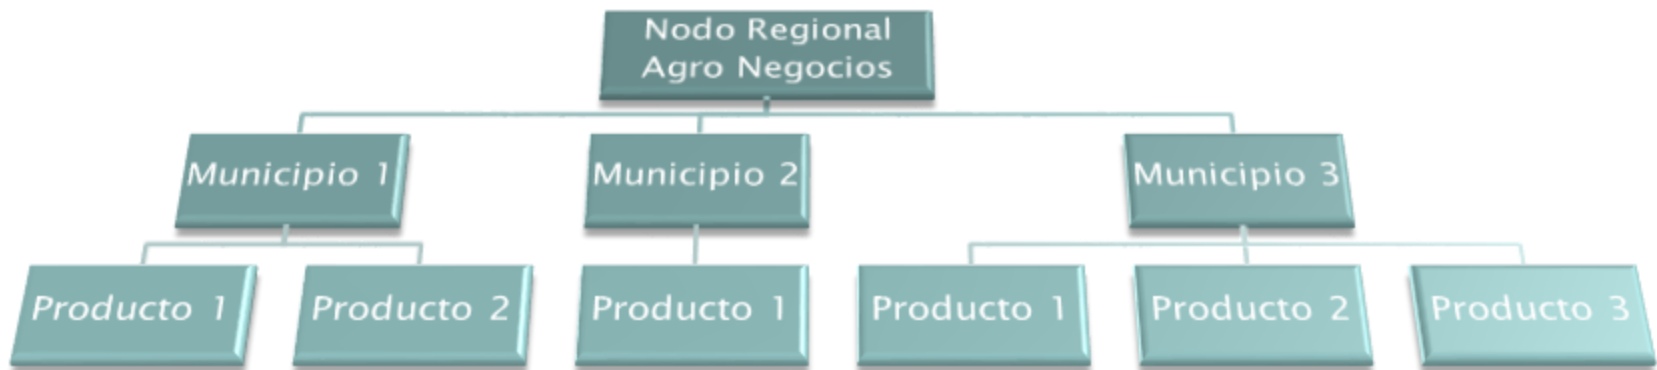 Nodo Regional
Agro Negocios
Municipio 1
Municipio 2
Municipio 3
Producto 1
Producto 2
Producto 1
Producto 1
Producto 2
Producto 3